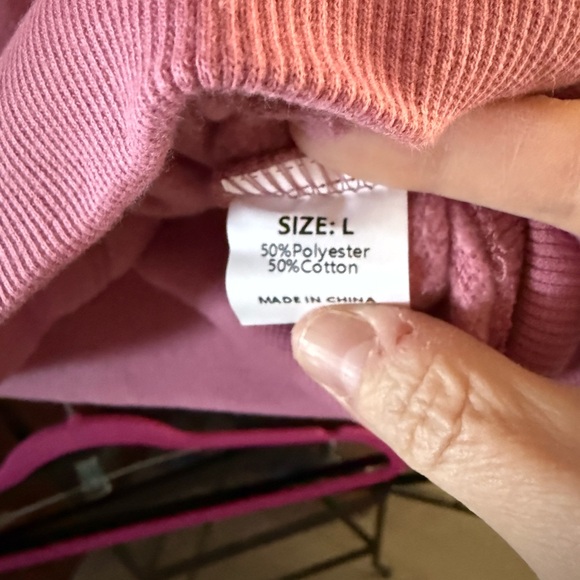 SIZE: L
50%Polyester
50%Cotton
MADE IN CHINA